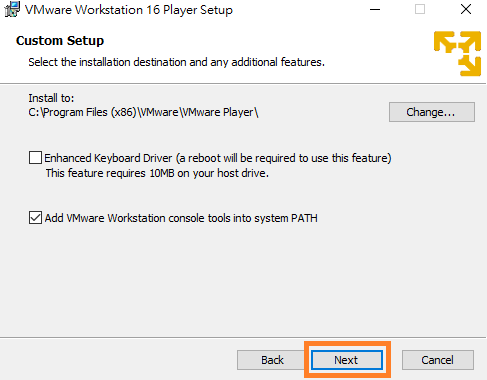 VMware Workstation 16 Player Setup
Custom Setup
Select the installation destination and any additional features.
Install to:
C:\Program Files (x86)\VMware\VMware Player\
Change...
Enhanced Keyboard Driver (a reboot will be required to use this feature)
This feature requires 10MB on your host drive.
Add VMware Workstation console tools into system PATH
Back Next Cancel